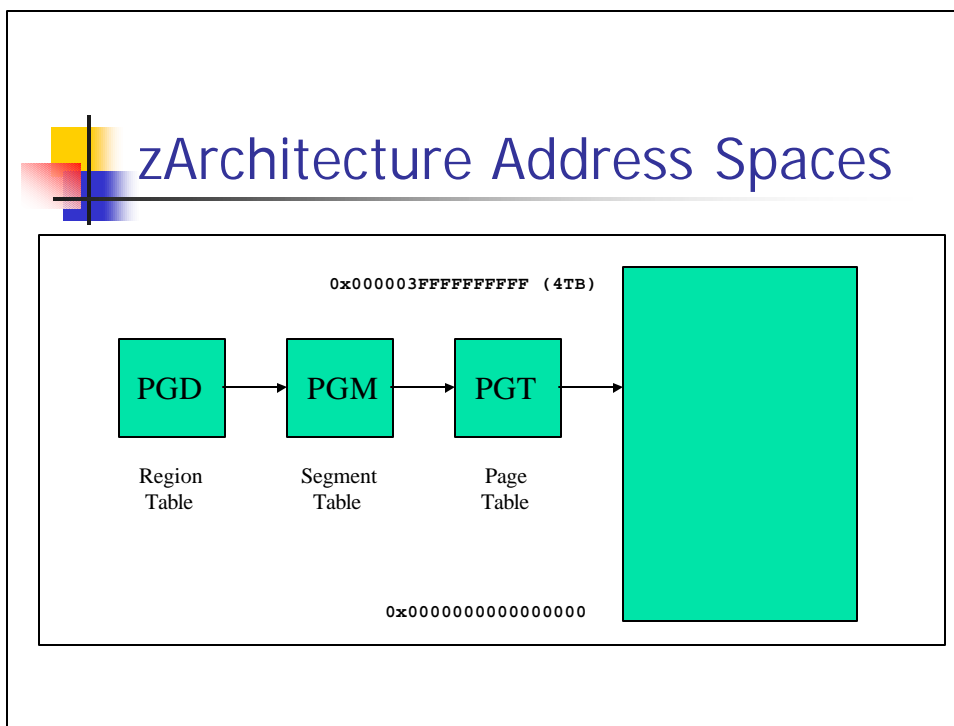 zArchitecture Address Spaces
0x000003FFFFFFFFFF (4TB)
PGD
PGM
PGT
Region
Table
Segment
Table
Page
Table
0x0000000000000000